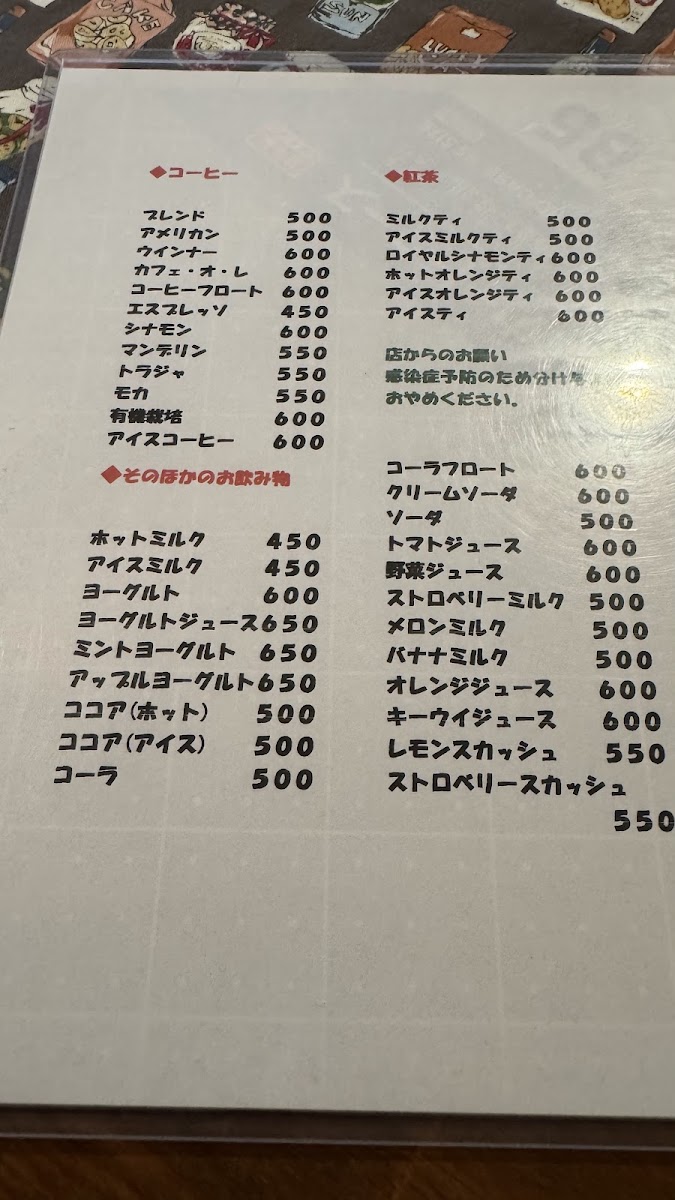 ◆コーヒー
ブレンド 500
アメリカン 500
ウインナー 600
カフェ・オ・レ 600
コーヒーフロート 600
エスプレッソ 450
シナモン 600
マンデリン 550
トラジャ 550
モカ 550
有機栽培 600
アイスコーヒー 600
◆紅茶
ミルクティ 500
アイスミルクティ 500
ロイヤルシナモンティ 600
ホットオレンジティ 600
アイスオレンジティ 600
アイスティ 600
店からのお願い
感染症予防のため分け
おやめください。
◆そのほかのお飲み物
ホットミルク 450
アイスミルク 450
ヨーグルト 600
ヨーグルトジュース 650
ミントヨーグルト 650
アップルヨーグルト 650
ココア(ホット) 500
ココア(アイス) 500
コーラ 500
コーラフロート 600
クリームソーダ 600
ソーダ 500
トマトジュース 600
野菜ジュース 600
ストロベリーミルク 500
メロンミルク 500
バナナミルク 500
オレンジジュース 600
キーウイジュース 600
レモンスカッシュ 550
ストロベリースカッシュ
550